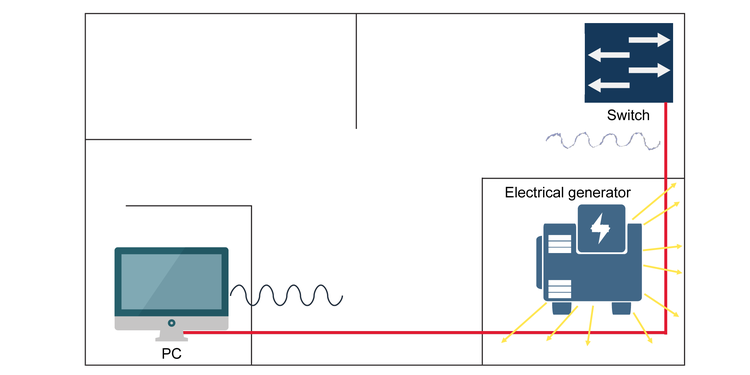 Switch
Electrical generator
PC